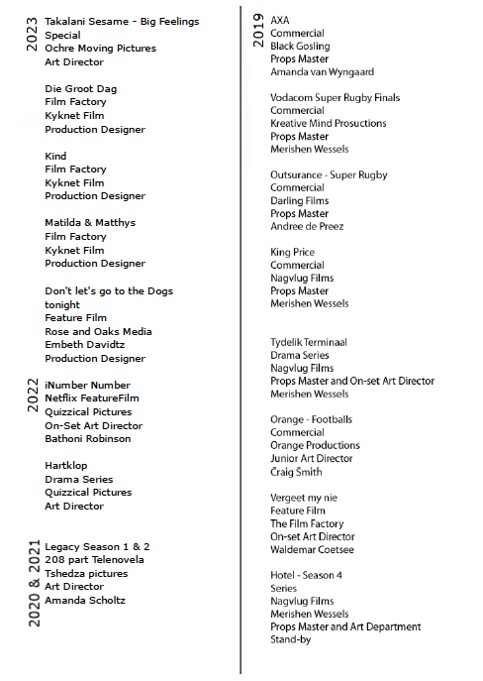 2023
Takalani Sesame - Big Feelings
Special
Ochre Moving Pictures
Art Director
Die Groot Dag
Film Factory
Kyknet Film
Production Designer
Kind
Film Factory
Kyknet Film
Production Designer
Matilda & Matthys
Film Factory
Kyknet Film
Production Designer
Don't let's go to the Dogs
tonight
Feature Film
Rose and Oaks Media
Embeth Davidtz
Production Designer
2022
iNumber Number
Netflix FeatureFilm
Quizzical Pictures
On-Set Art Director
Bathoni Robinson
Hartklop
Drama Series
Quizzical Pictures
Art Director
2020 & 2021
Legacy Season 1 & 2
208 part Telenovela
Tshedza pictures
Art Director
Amanda Scholtz
2019
AXA
Commercial
Black Gosling
Props Master
Amanda van Wyngaard
Vodacom Super Rugby Finals
Commercial
Kreative Mind Prosuctions
Props Master
Merishen Wessels
Outsurance - Super Rugby
Commercial
Darling Films
Props Master
Andree de Preez
King Price
Commercial
Nagvlug Films
Props Master
Merishen Wessels
Tydelik Terminaal
Drama Series
Nagvlug Films
Props Master and On-set Art Director
Merishen Wessels
Orange - Footballs
Commercial
Orange Productions
Junior Art Director
Craig Smith
Vergeet my nie
Feature Film
The Film Factory
On-set Art Director
Waldemar Coetsee
Hotel - Season 4
Series
Nagvlug Films
Merishen Wessels
Props Master and Art Department
Stand-by